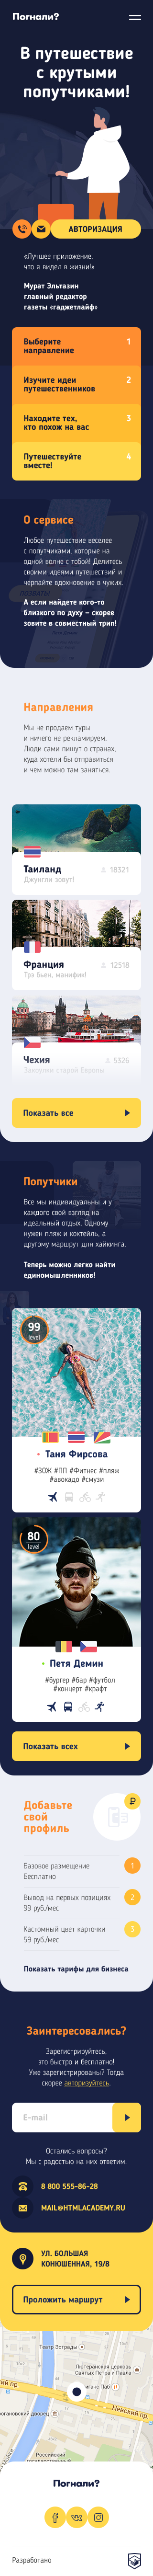 Погнали?
В путешествие
с крутыми
попутчиками!
АВТОРИЗАЦИЯ
«Лучшее приложение,
что я видел в жизни!»
Мурат Эльтазин
главный редактор
газеты «гаджетлайф»
Выберите
направление
1
Изучите идеи
путешественников
2
Находите тех,
кто похож на вас
3
Путешествуйте
вместе!
4
О сервисе
Любое путешествие веселее
с попутчиками, которые на
одной волне с тобой! Делитесь
своими идеями путешествий и
черпайте вдохновение в чужих.
А если найдете кого-то
близкого по духу – скорее
зовите в совместный трип!
Направления
Мы не продаем туры
и ничего не рекламируем.
Люди сами пишут о странах,
куда хотели бы отправиться
и чем можно там заняться.
Таиланд
18321
Джунгли зовут!
Франция
12518
Трэ Бьен, манифик!
Чехия
5326
Закоулки старой Европы
Показать все
Попутчики
Все мы индивидуальны и у
каждого свой взгляд на
идеальный отдых. Одному
нужен пляж и коктейль, а
другому маршрут для хайкинга.
Теперь можно легко найти
единомышленников!
99
level
Таня Фирсова
#ЗОЖ #ПП #Фитнес #пляж
#авокадо #смузи
80
level
Петя Демин
#бургер #бар #футбол
#концерт #крафт
Показать всех
Добавьте
свой
профиль
₽
Базовое размещение
Бесплатно
1
Вывод на первых позициях
99 руб./мес
2
Кастомный цвет карточки
59 руб./мес
3
Показать тарифы для бизнеса
Заинтересовались?
Зарегистрируйтесь,
это быстро и бесплатно!
Уже зарегистрированы? Тогда
скорее авторизуйтесь.
E-mail
Остались вопросы?
Мы с радостью на них ответим!
8 800 555-86-28
MAIL@HTMLACADEMY.RU
УЛ. БОЛЬШАЯ
КОНЮШЕННАЯ, 19/8
Проложить маршрут
Театр Эстрады
Лютеранская церковь
Святых Петра и Павла
Невский пр.
Российский
Погнали?
Разработано